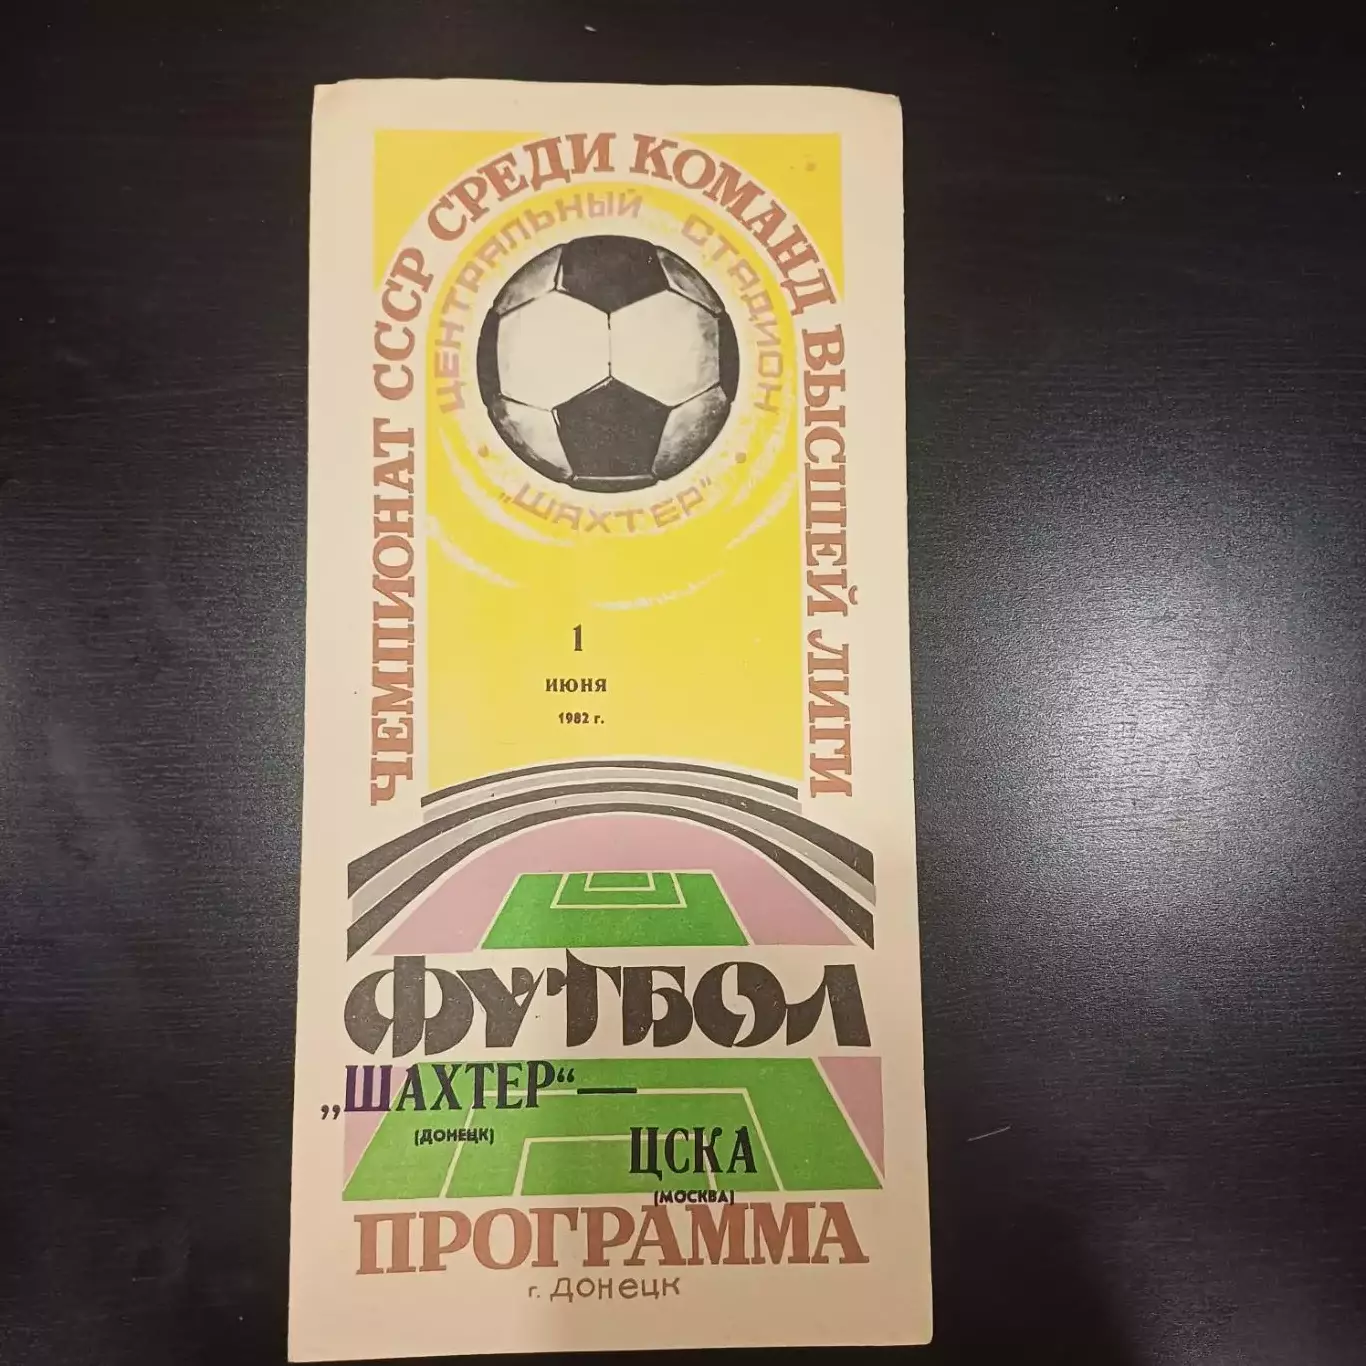 ЧЕМПИОНАТ СССР СРЕДИ КОМАНД ВЫСШЕЙ ЛИГИ
ЦЕНТРАЛЬНЫЙ СТАДИОН
„ШАХТЕР"
1
ИЮНЯ
1982 г.
ФУТБОЛ
„ШАХТЕР“—
(ДОНЕЦК)
ЦСКА
(МОСКВА)
ПРОГРАММА
г. ДОНЕЦК